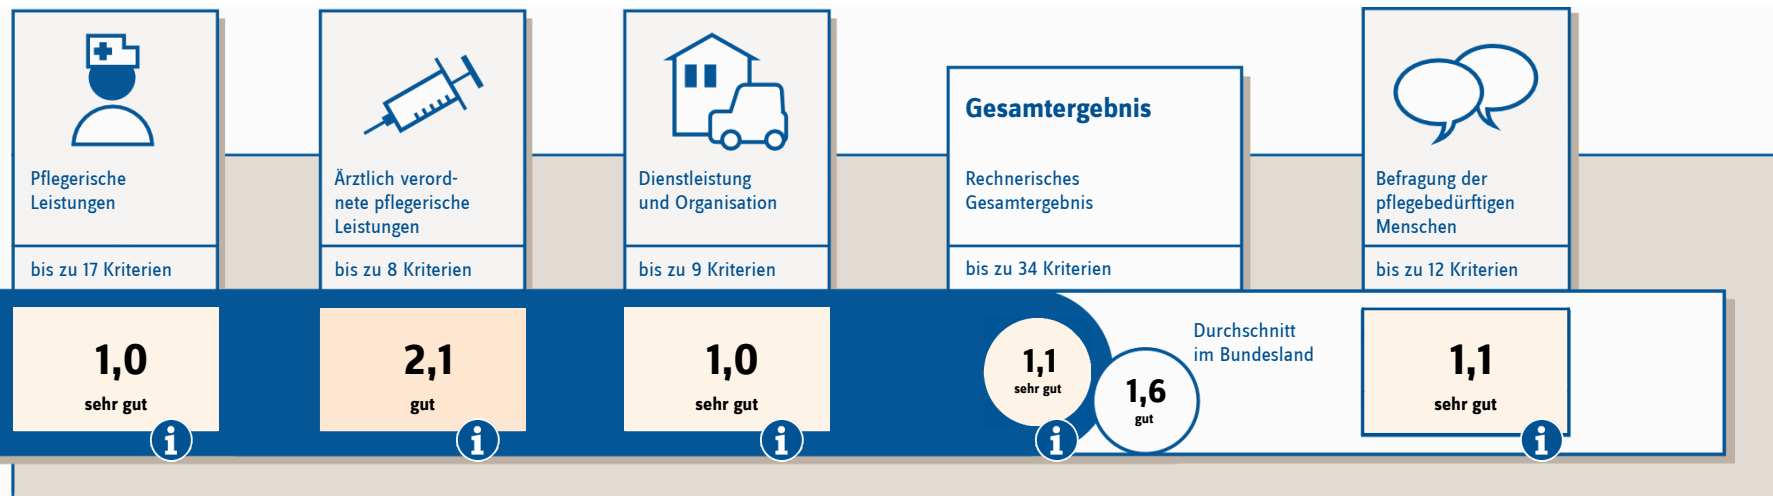 Pflegerische
Leistungen
bis zu 17 Kriterien
1,0
sehr gut
i
Ärztlich verord-
nete pflegerische
Leistungen
bis zu 8 Kriterien
2,1
gut
i
Dienstleistung
und Organisation
bis zu 9 Kriterien
1,0
sehr gut
i
Gesamtergebnis
Rechnerisches
Gesamtergebnis
bis zu 34 Kriterien
1,1
sehr gut
i
1,6
gut
Durchschnitt
im Bundesland
Befragung der
pflegebedürftigen
Menschen
bis zu 12 Kriterien
1,1
sehr gut
i